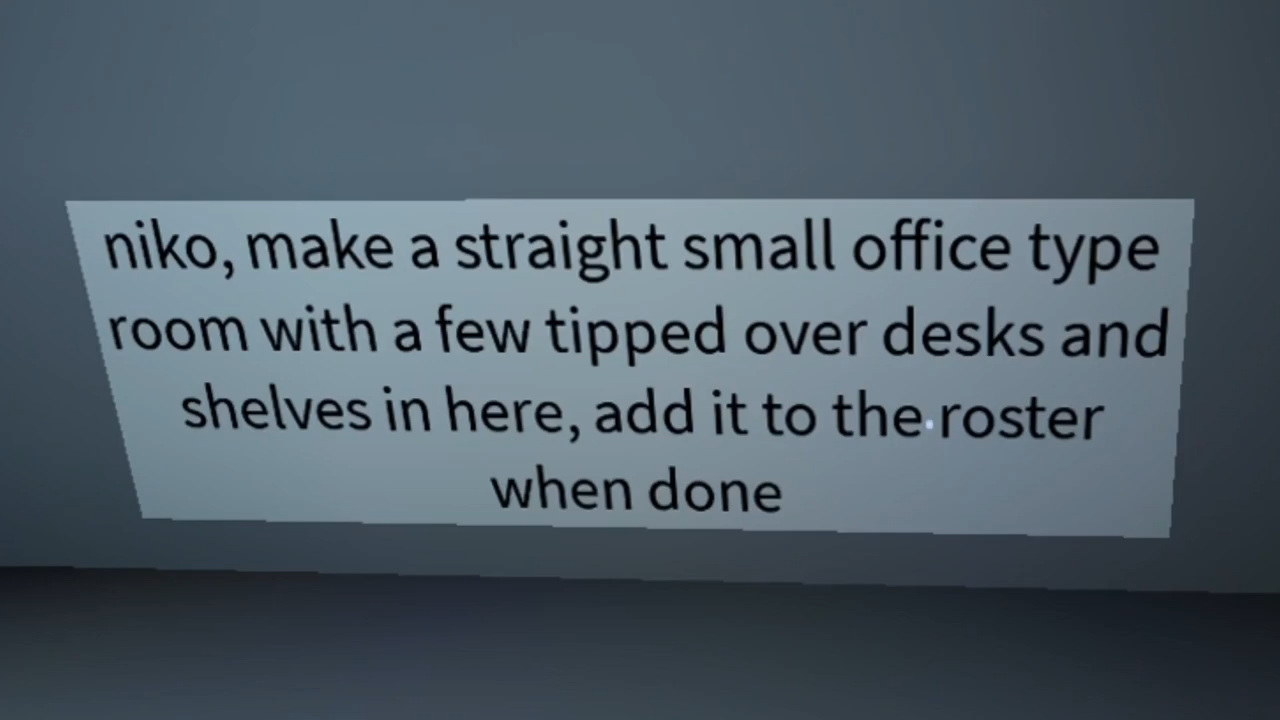 niko, make a straight small office type
room with a few tipped over desks and
shelves in here, add it to the roster
when done